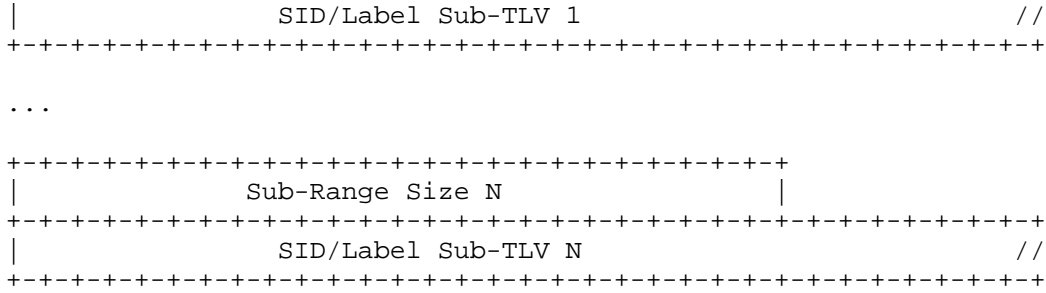 |                SID/Label Sub-TLV 1                          //
+-+-+-+-+-+-+-+-+-+-+-+-+-+-+-+-+-+-+-+-+-+-+-+-+-+-+-+-+-+-+-+-+
...
+-+-+-+-+-+-+-+-+-+-+-+-+-+-+-+-+-+-+-+-+-+-+-+-+
|              Sub-Range Size N                 |
+-+-+-+-+-+-+-+-+-+-+-+-+-+-+-+-+-+-+-+-+-+-+-+-+-+-+-+-+-+-+-+-+
|                SID/Label Sub-TLV N                          //
+-+-+-+-+-+-+-+-+-+-+-+-+-+-+-+-+-+-+-+-+-+-+-+-+-+-+-+-+-+-+-+-+